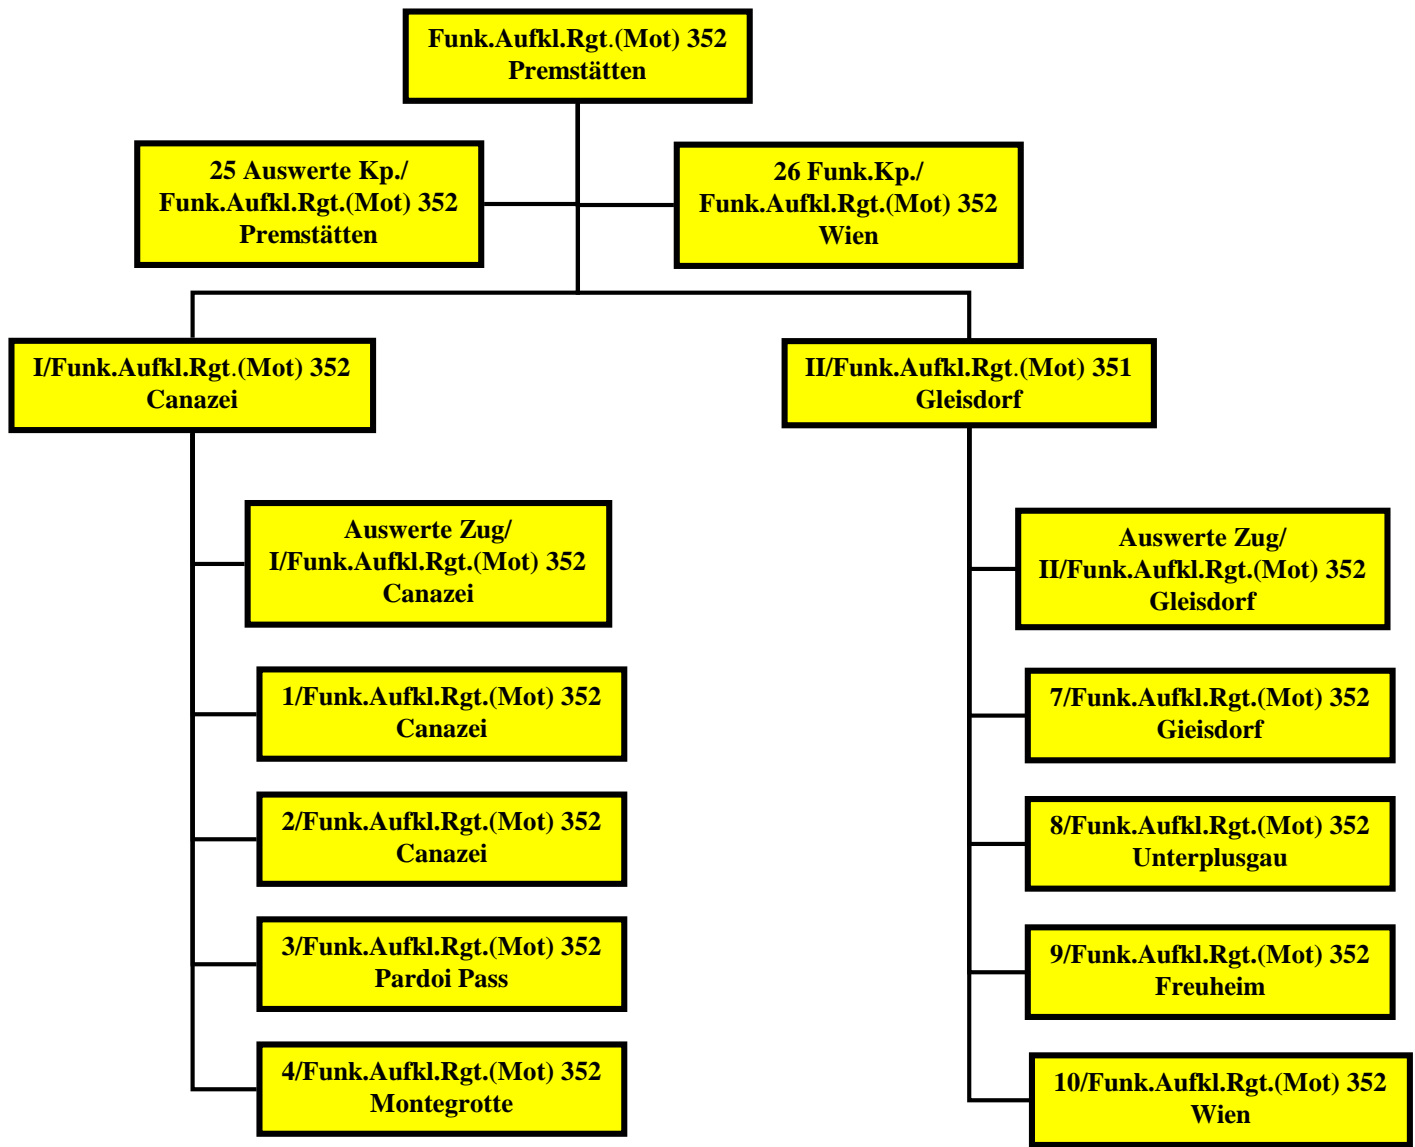 Funk.Aufkl.Rgt.(Mot) 352
Premstätten
25 Auswerte Kp./
Funk.Aufkl.Rgt.(Mot) 352
Premstätten
26 Funk.Kp./
Funk.Aufkl.Rgt.(Mot) 352
Wien
I/Funk.Aufkl.Rgt.(Mot) 352
Canazei
Auswerte Zug/
I/Funk.Aufkl.Rgt.(Mot) 352
Canazei
1/Funk.Aufkl.Rgt.(Mot) 352
Canazei
2/Funk.Aufkl.Rgt.(Mot) 352
Canazei
3/Funk.Aufkl.Rgt.(Mot) 352
Pardoi Pass
4/Funk.Aufkl.Rgt.(Mot) 352
Montegrotte
II/Funk.Aufkl.Rgt.(Mot) 351
Gleisdorf
Auswerte Zug/
II/Funk.Aufkl.Rgt.(Mot) 352
Gleisdorf
7/Funk.Aufkl.Rgt.(Mot) 352
Gieisdorf
8/Funk.Aufkl.Rgt.(Mot) 352
Unterplusgau
9/Funk.Aufkl.Rgt.(Mot) 352
Freuheim
10/Funk.Aufkl.Rgt.(Mot) 352
Wien